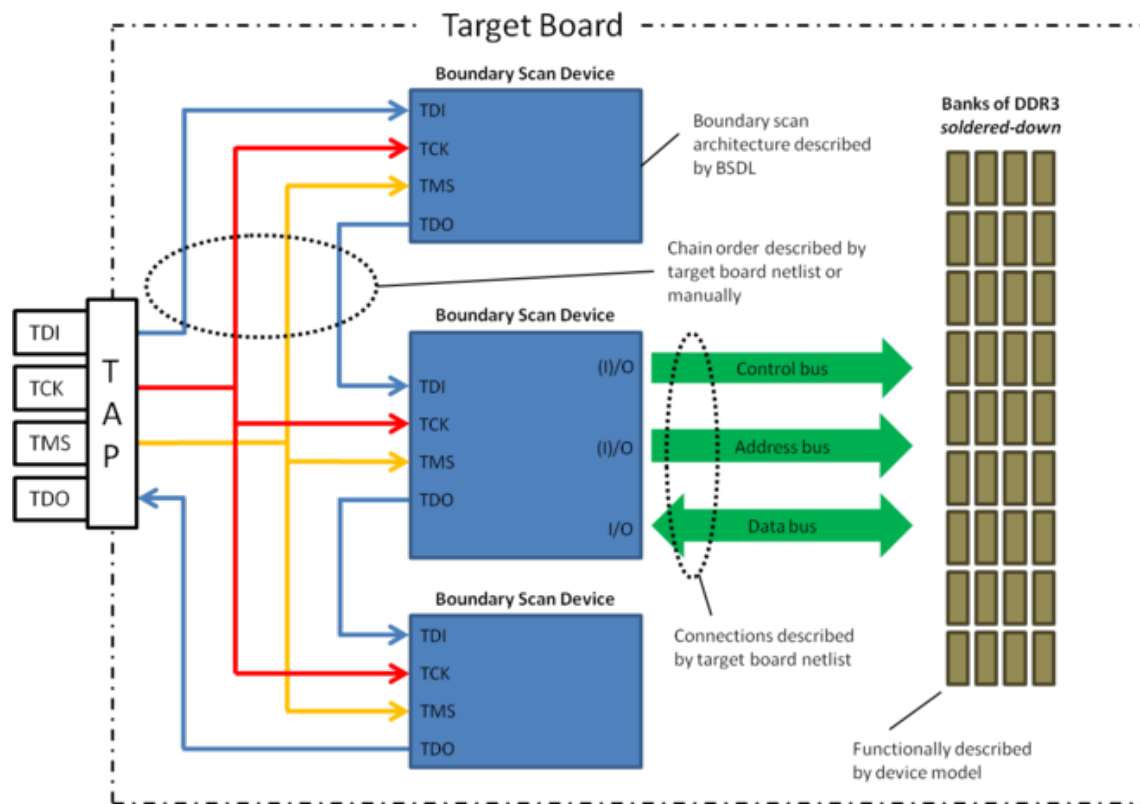 Target Board
Boundary Scan Device
TDI
TCK
TMS
TDO
Boundary scan
architecture described
by BSDL
Banks of DDR3
soldered-down
Chain order described by
target board netlist or
manually
TDI
TCK
TMS
TDO
TAP
Boundary Scan Device
TDI
TCK
TMS
TDO
(I)/O
(I)/O
I/O
Control bus
Address bus
Data bus
Connections described
by target board netlist
Boundary Scan Device
TDI
TCK
TMS
TDO
Functionally described
by device model